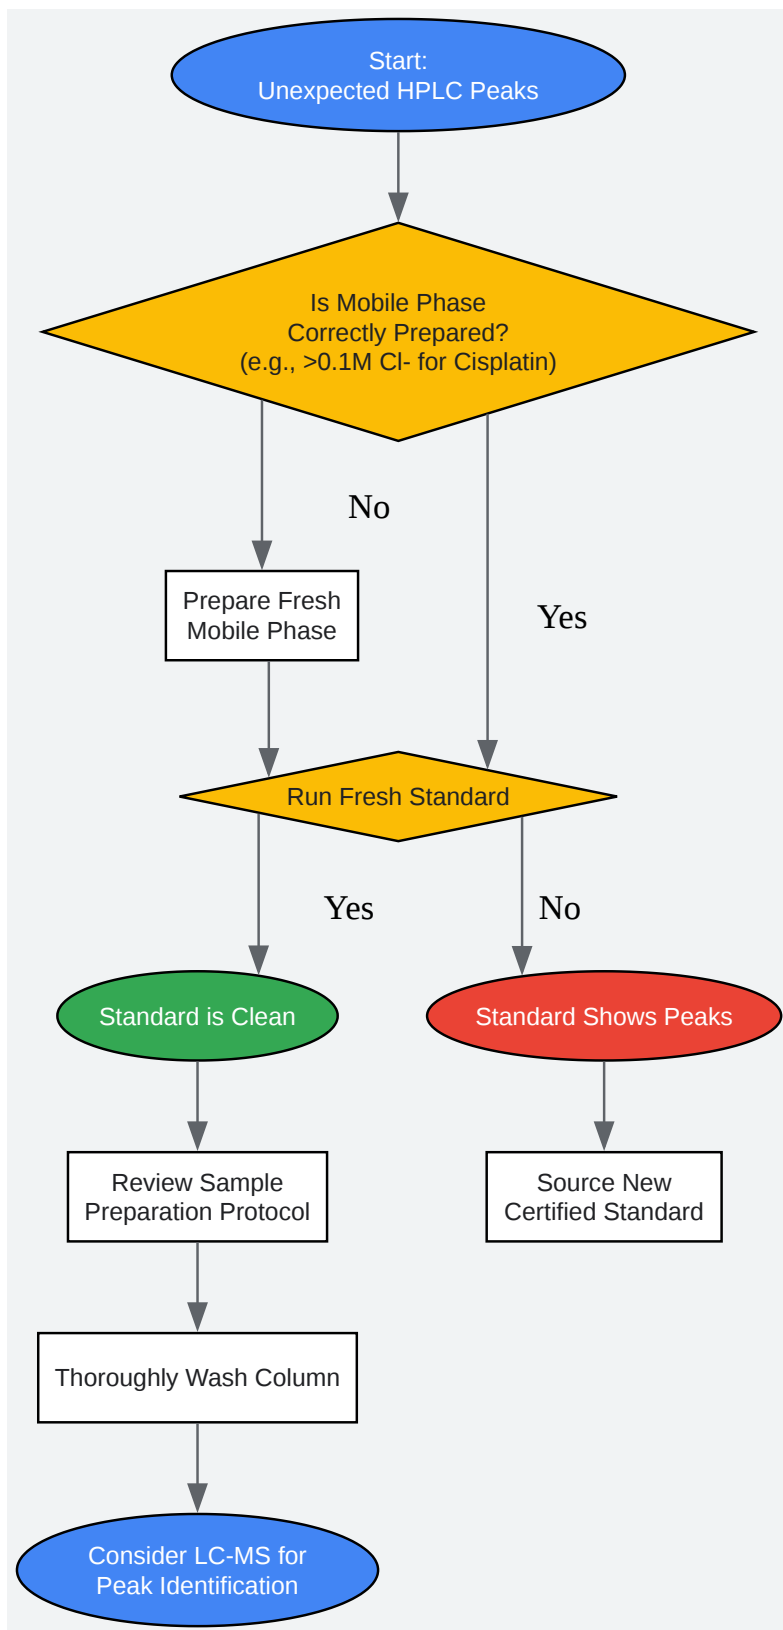 Start:
Unexpected HPLC Peaks
Is Mobile Phase
Correctly Prepared?
(e.g., >0.1M Cl- for Cisplatin)
No
Prepare Fresh
Mobile Phase
Yes
Run Fresh Standard
Yes
No
Standard is Clean
Standard Shows Peaks
Review Sample
Preparation Protocol
Source New
Certified Standard
Thoroughly Wash Column
Consider LC-MS for
Peak Identification